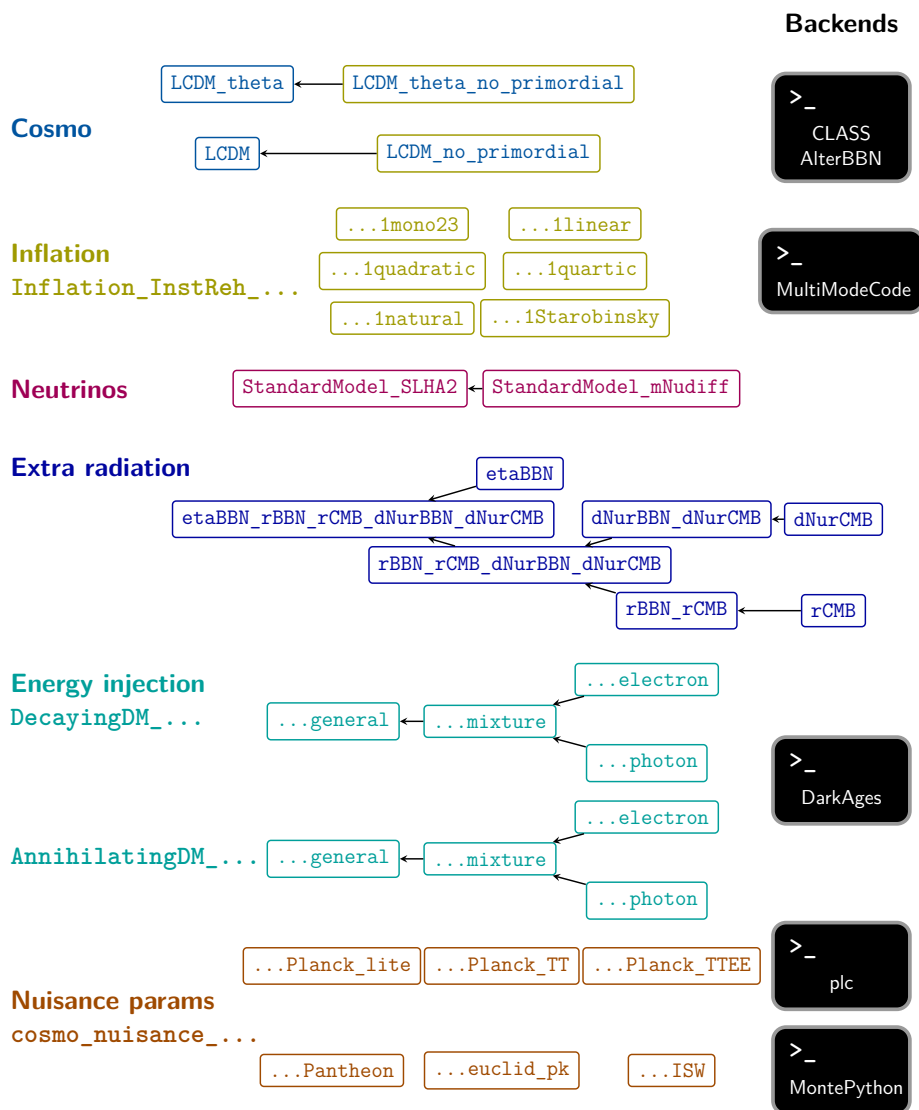 Backends
LCDM_theta
LCDM_theta_no_primordial
>_
CLASS
AlterBBN
Cosmo
LCDM
LCDM_no_primordial
...1mono23
...1linear
Inflation
Inflation_InstReh_...
...1quadratic
...1quartic
>_
MultiModeCode
...1natural
...1Starobinsky
Neutrinos
StandardModel_SLHA2
StandardModel_mNudiff
Extra radiation
etaBBN
etaBBN_rBBN_rCMB_dNurBBN_dNurCMB
dNurBBN_dNurCMB
dNurCMB
rBBN_rCMB_dNurBBN_dNurCMB
rBBN_rCMB
rCMB
Energy injection
DecayingDM_...
...electron
...general
...mixture
...photon
>_
DarkAges
...electron
AnnihilatingDM_...
...general
...mixture
...photon
...Planck_lite
...Planck_TT
...Planck_TTEE
>_
plc
Nuisance params
cosmo_nuisance_...
...Pantheon
...euclid_pk
...ISW
>_
MontePython